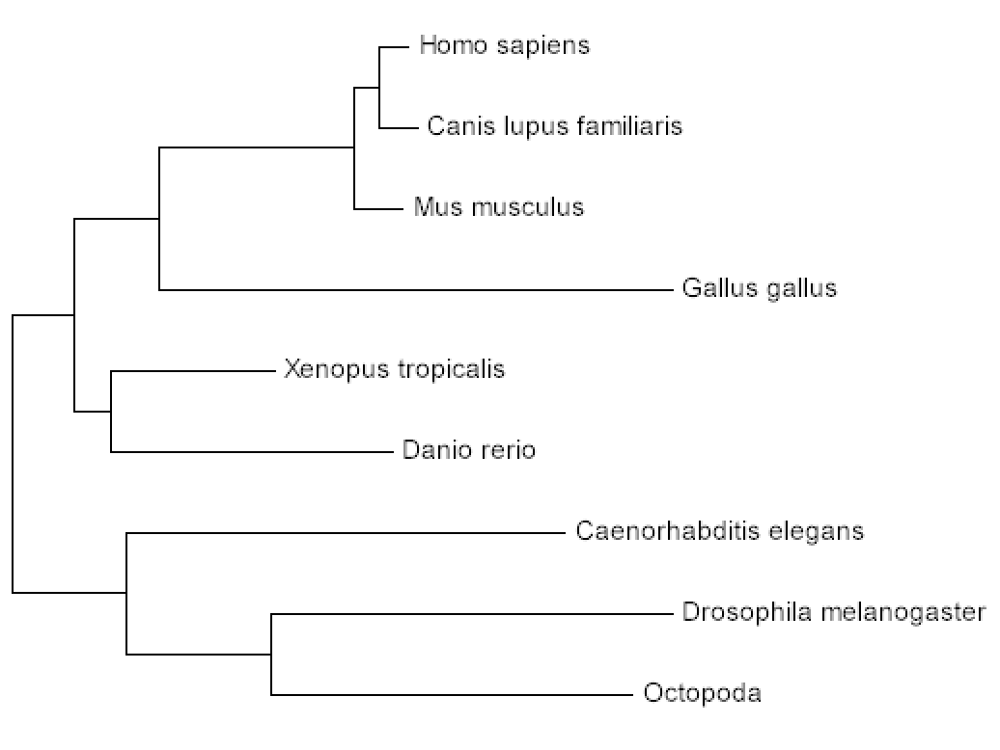 Homo sapiens
Canis lupus familiaris
Mus musculus
Gallus gallus
Xenopus tropicalis
Danio rerio
Caenorhabditis elegans
Drosophila melanogaster
Octopoda